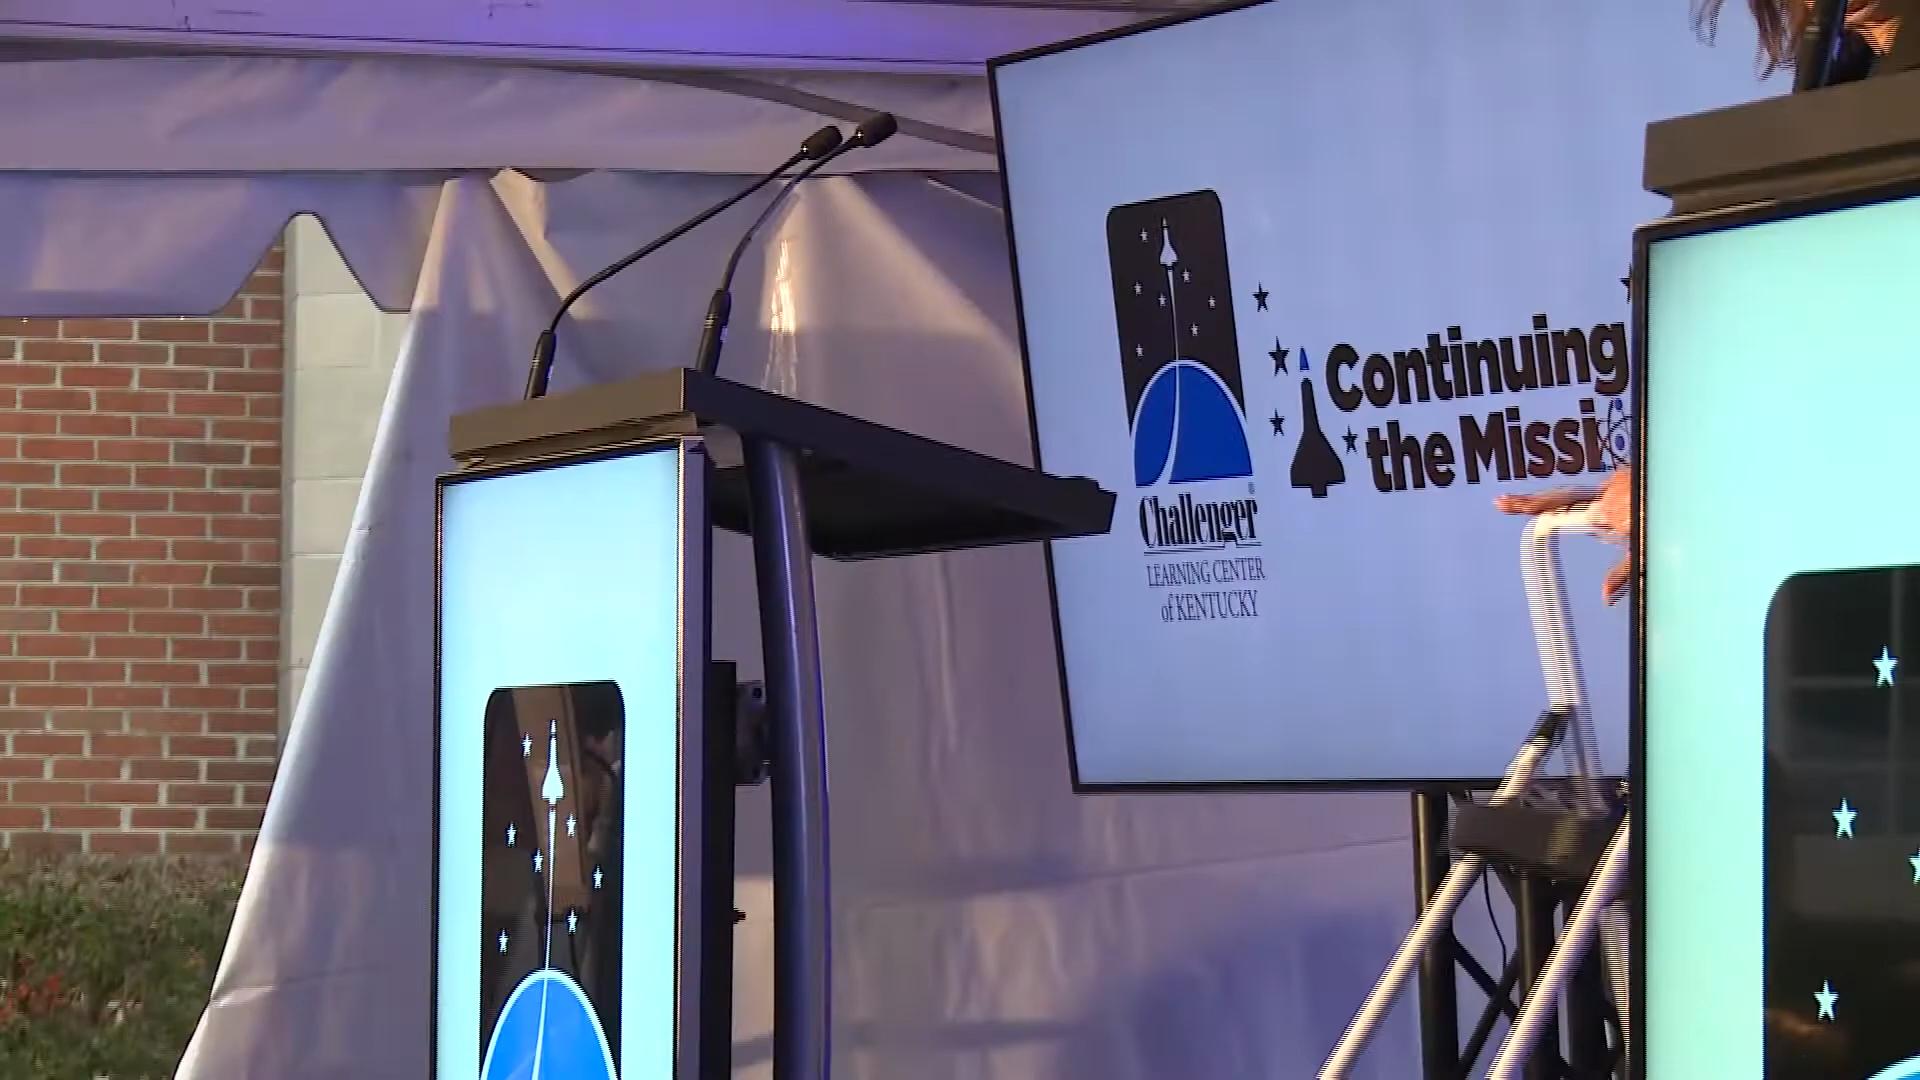 Continuing
the Missi
Challenger®
LEARNING CENTER
of KENTUCKY